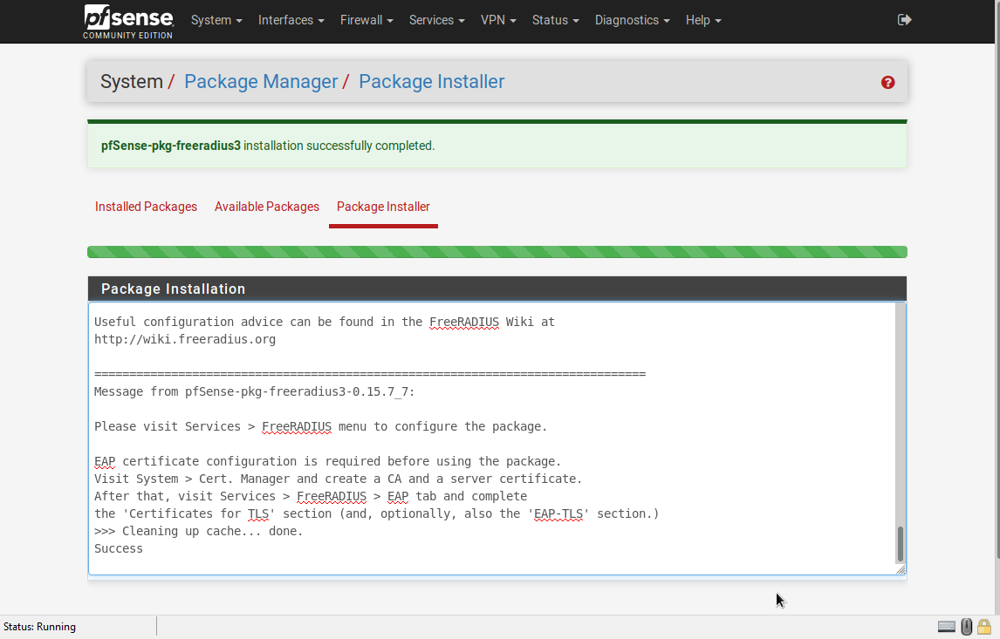 pfsense
COMMUNITY EDITION
System Interfaces Firewall Services VPN Status Diagnostics Help
System / Package Manager / Package Installer
pfSense-pkg-freeradius3 installation successfully completed.
Installed Packages Available Packages Package Installer
Package Installation
Useful configuration advice can be found in the FreeRADIUS Wiki at
http://wiki.freeradius.org
===============================================================================
Message from pfSense-pkg-freeradius3-0.15.7_7:
Please visit Services > FreeRADIUS menu to configure the package.
EAP certificate configuration is required before using the package.
Visit System > Cert. Manager and create a CA and a server certificate.
After that, visit Services > FreeRADIUS > EAP tab and complete
the 'Certificates for TLS' section (and, optionally, also the 'EAP-TLS' section.)
>>> Cleaning up cache... done.
Success
Status: Running